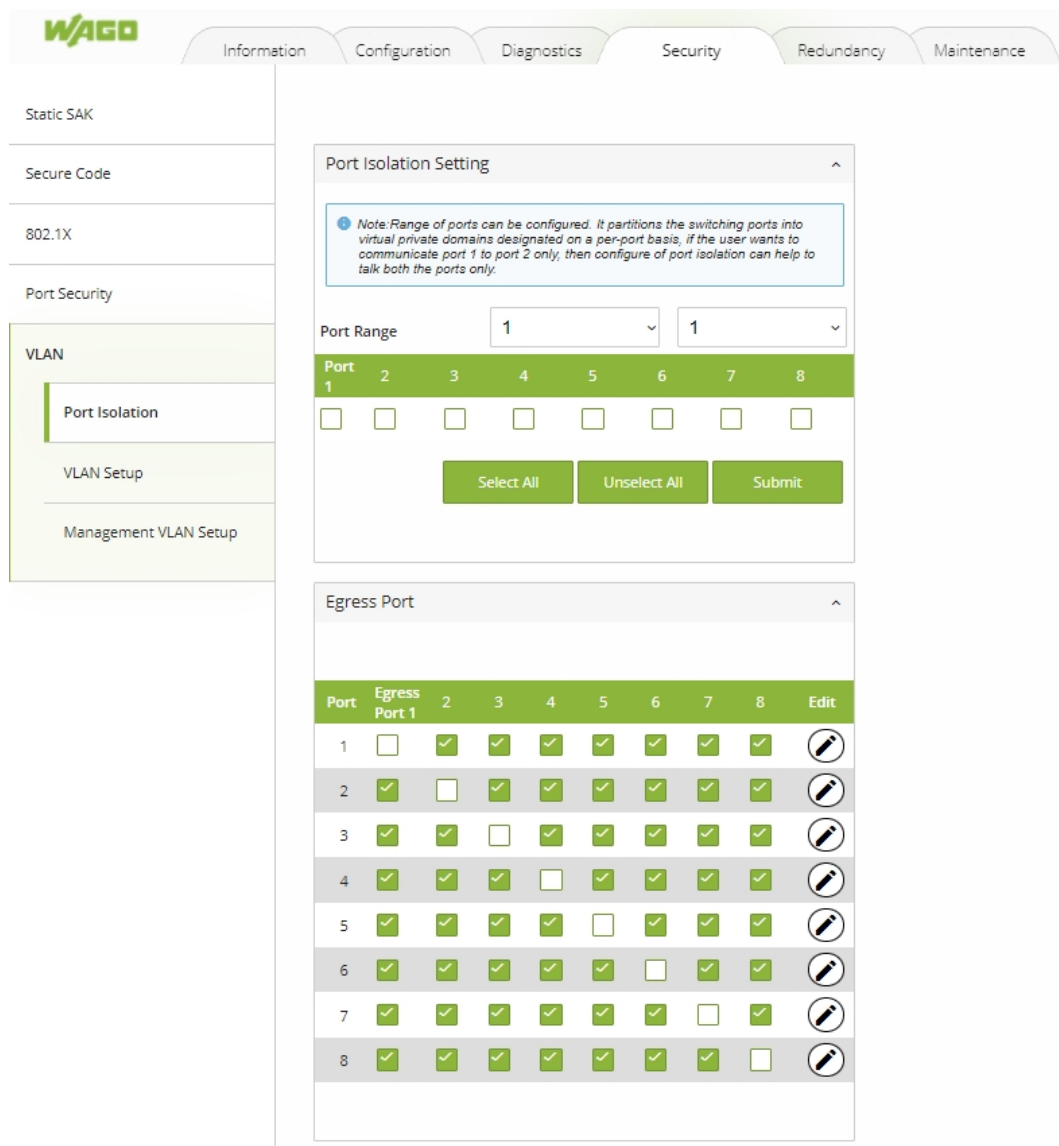 WAGO
Information Configuration Diagnostics Security Redundancy Maintenance
Static SAK
Secure Code
802.1X
Port Security
VLAN
Port Isolation
VLAN Setup
Management VLAN Setup
Port Isolation Setting
Note:Range of ports can be configured. It partitions the switching ports into
virtual private domains designated on a per-port basis, if the user wants to
communicate port 1 to port 2 only, then configure of port isolation can help to
talk both the ports only.
Port Range 1 1
Port
1 2 3 4 5 6 7 8
Select All Unselect All Submit
Egress Port
Port Egress
Port 1 2 3 4 5 6 7 8 Edit
1
2
3
4
5
6
7
8